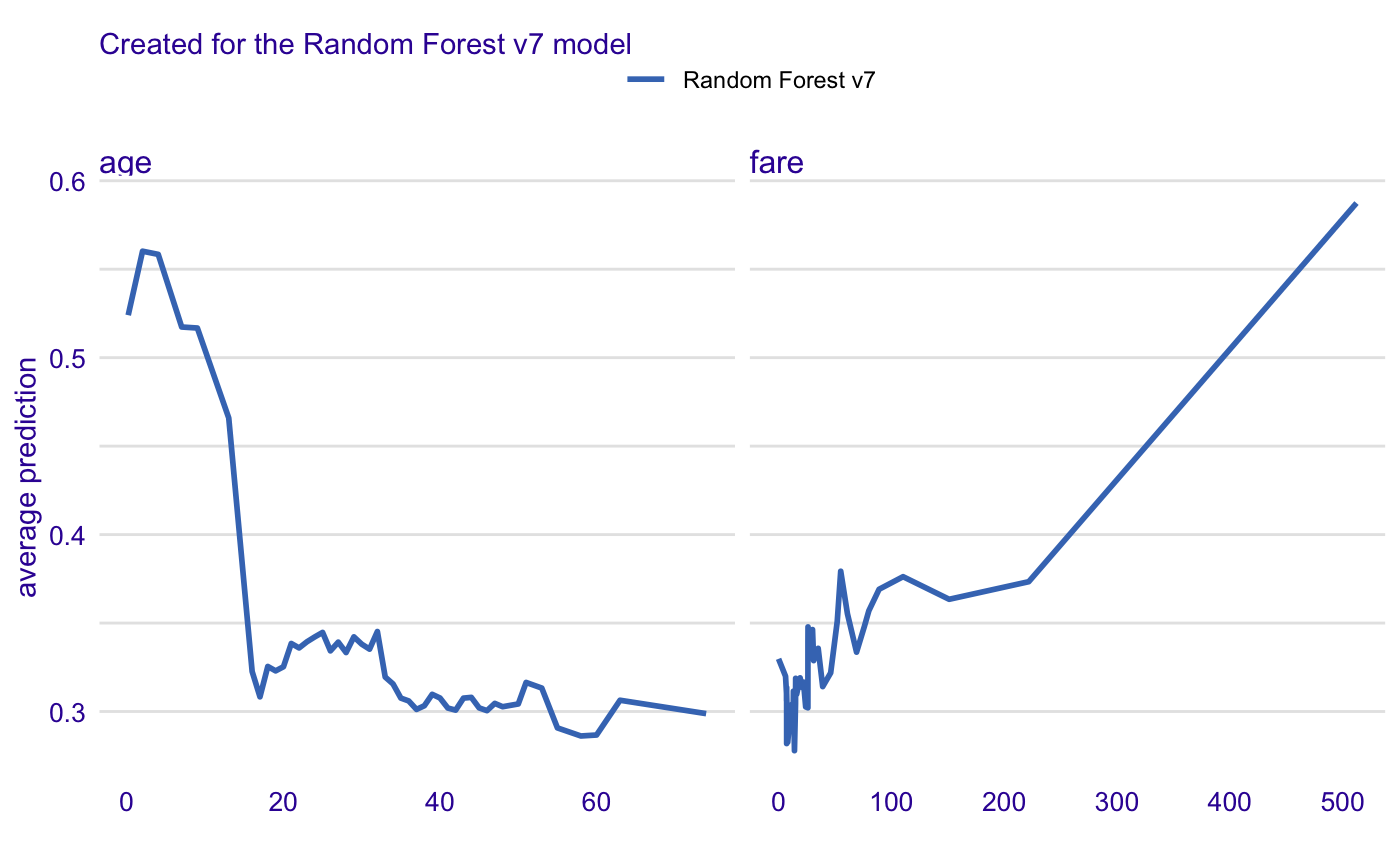 Created for the Random Forest v7 model
Random Forest v7
age
fare
average prediction
0.6
0.5
0.4
0.3
0 20 40 60
0 100 200 300 400 500